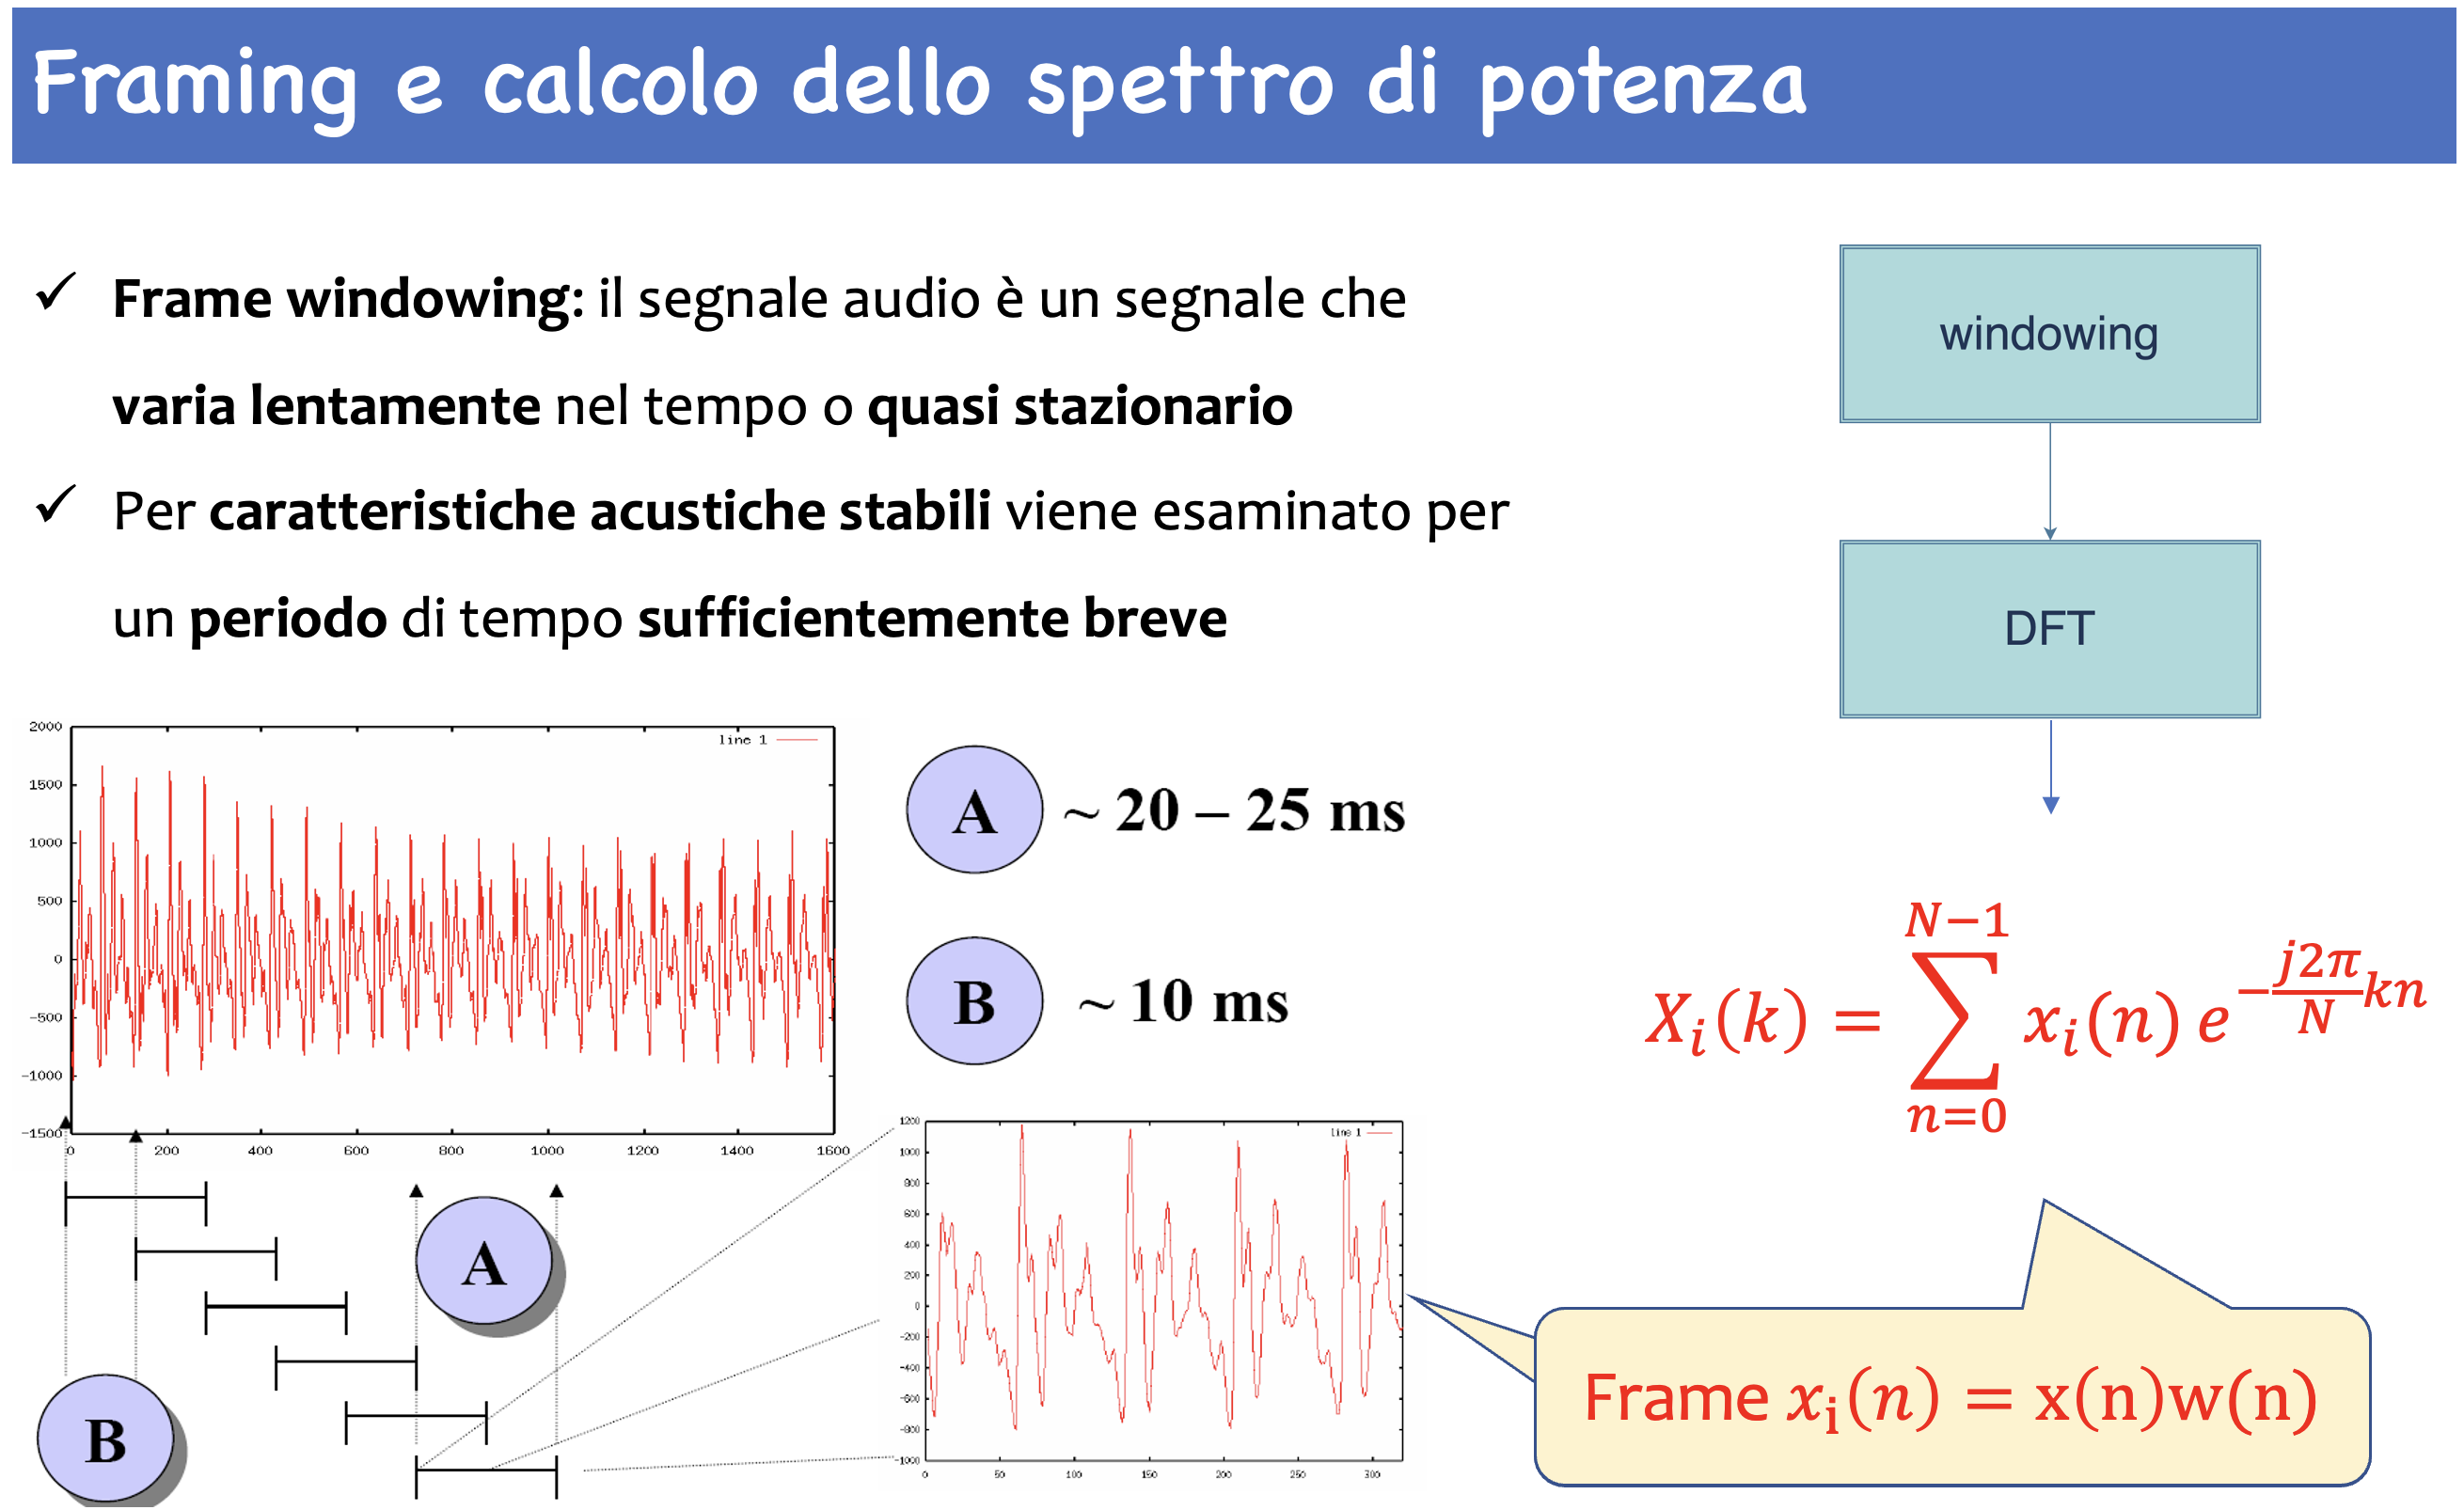 Framing e calcolo dello spettro di potenza
✓ Frame windowing: il segnale audio è un segnale che
varia lentamente nel tempo o quasi stazionario
✓ Per caratteristiche acustiche stabili viene esaminato per
un periodo di tempo sufficientemente breve
windowing
DFT
X_i(k) = \sum_{n=0}^{N-1} x_i(n) e^{-\frac{j2π}{N}kn}
Frame x_i(n) = x(n)w(n)
A ~ 20 – 25 ms
B ~ 10 ms
line 1
2000
1500
1000
500
0
-500
-1000
-1500
0 200 400 600 800 1000 1200 1400 1600
A
B
line 1
1200
1000
800
600
400
200
0
-200
-400
-600
-800
-1000
0 50 100 150 200 250 300